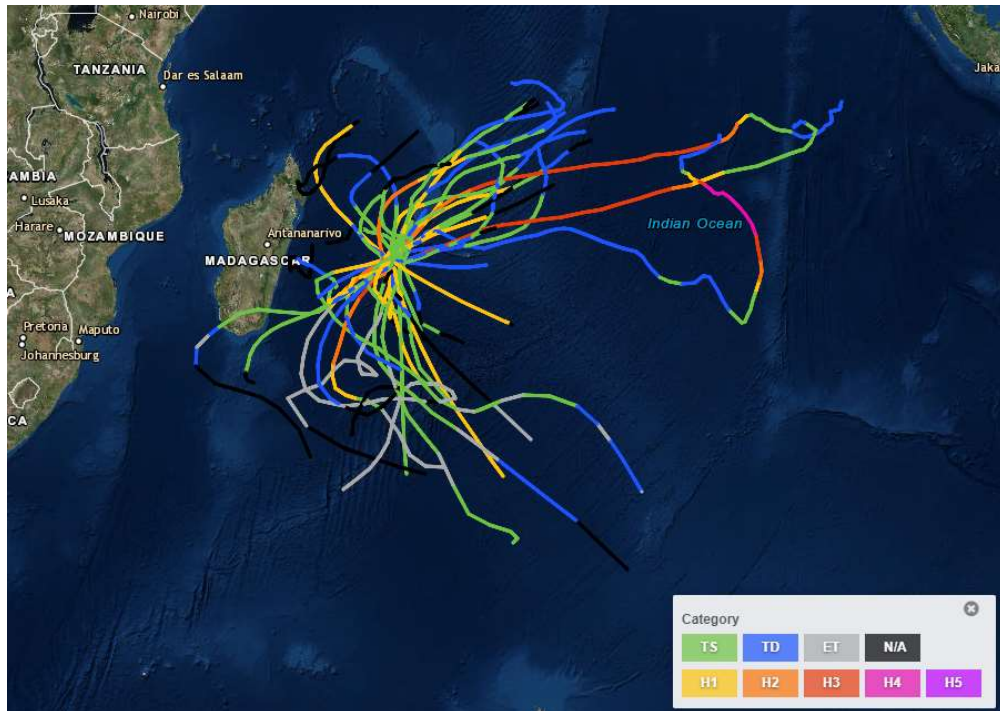 Nairobi
TANZANIA
Dar es Salaam
Jaka
AMBIA
Lusaka
Harare
MOZAMBIQUE
Antananarivo
MADAGASCAR
Indian Ocean
A
Pretoria
Maputo
Johannesburg
CA
Category
TS TD ET N/A
H1 H2 H3 H4 H5